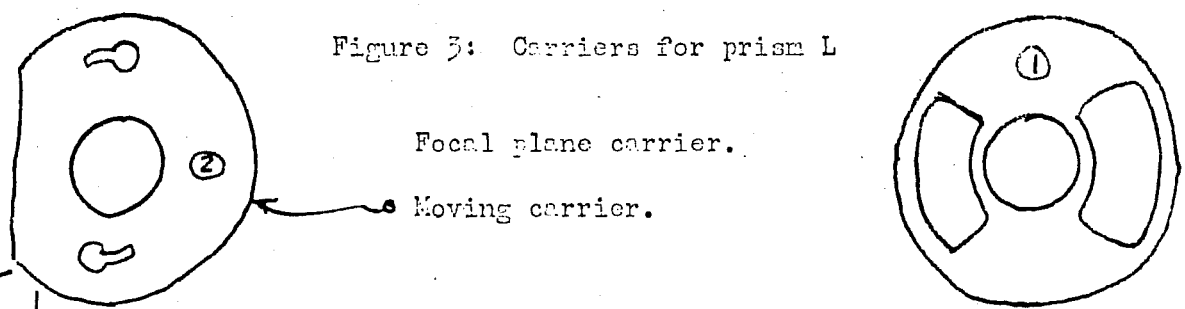 Figure 3: Carriers for prism L
①
Focal plane carrier.
②
Moving carrier.